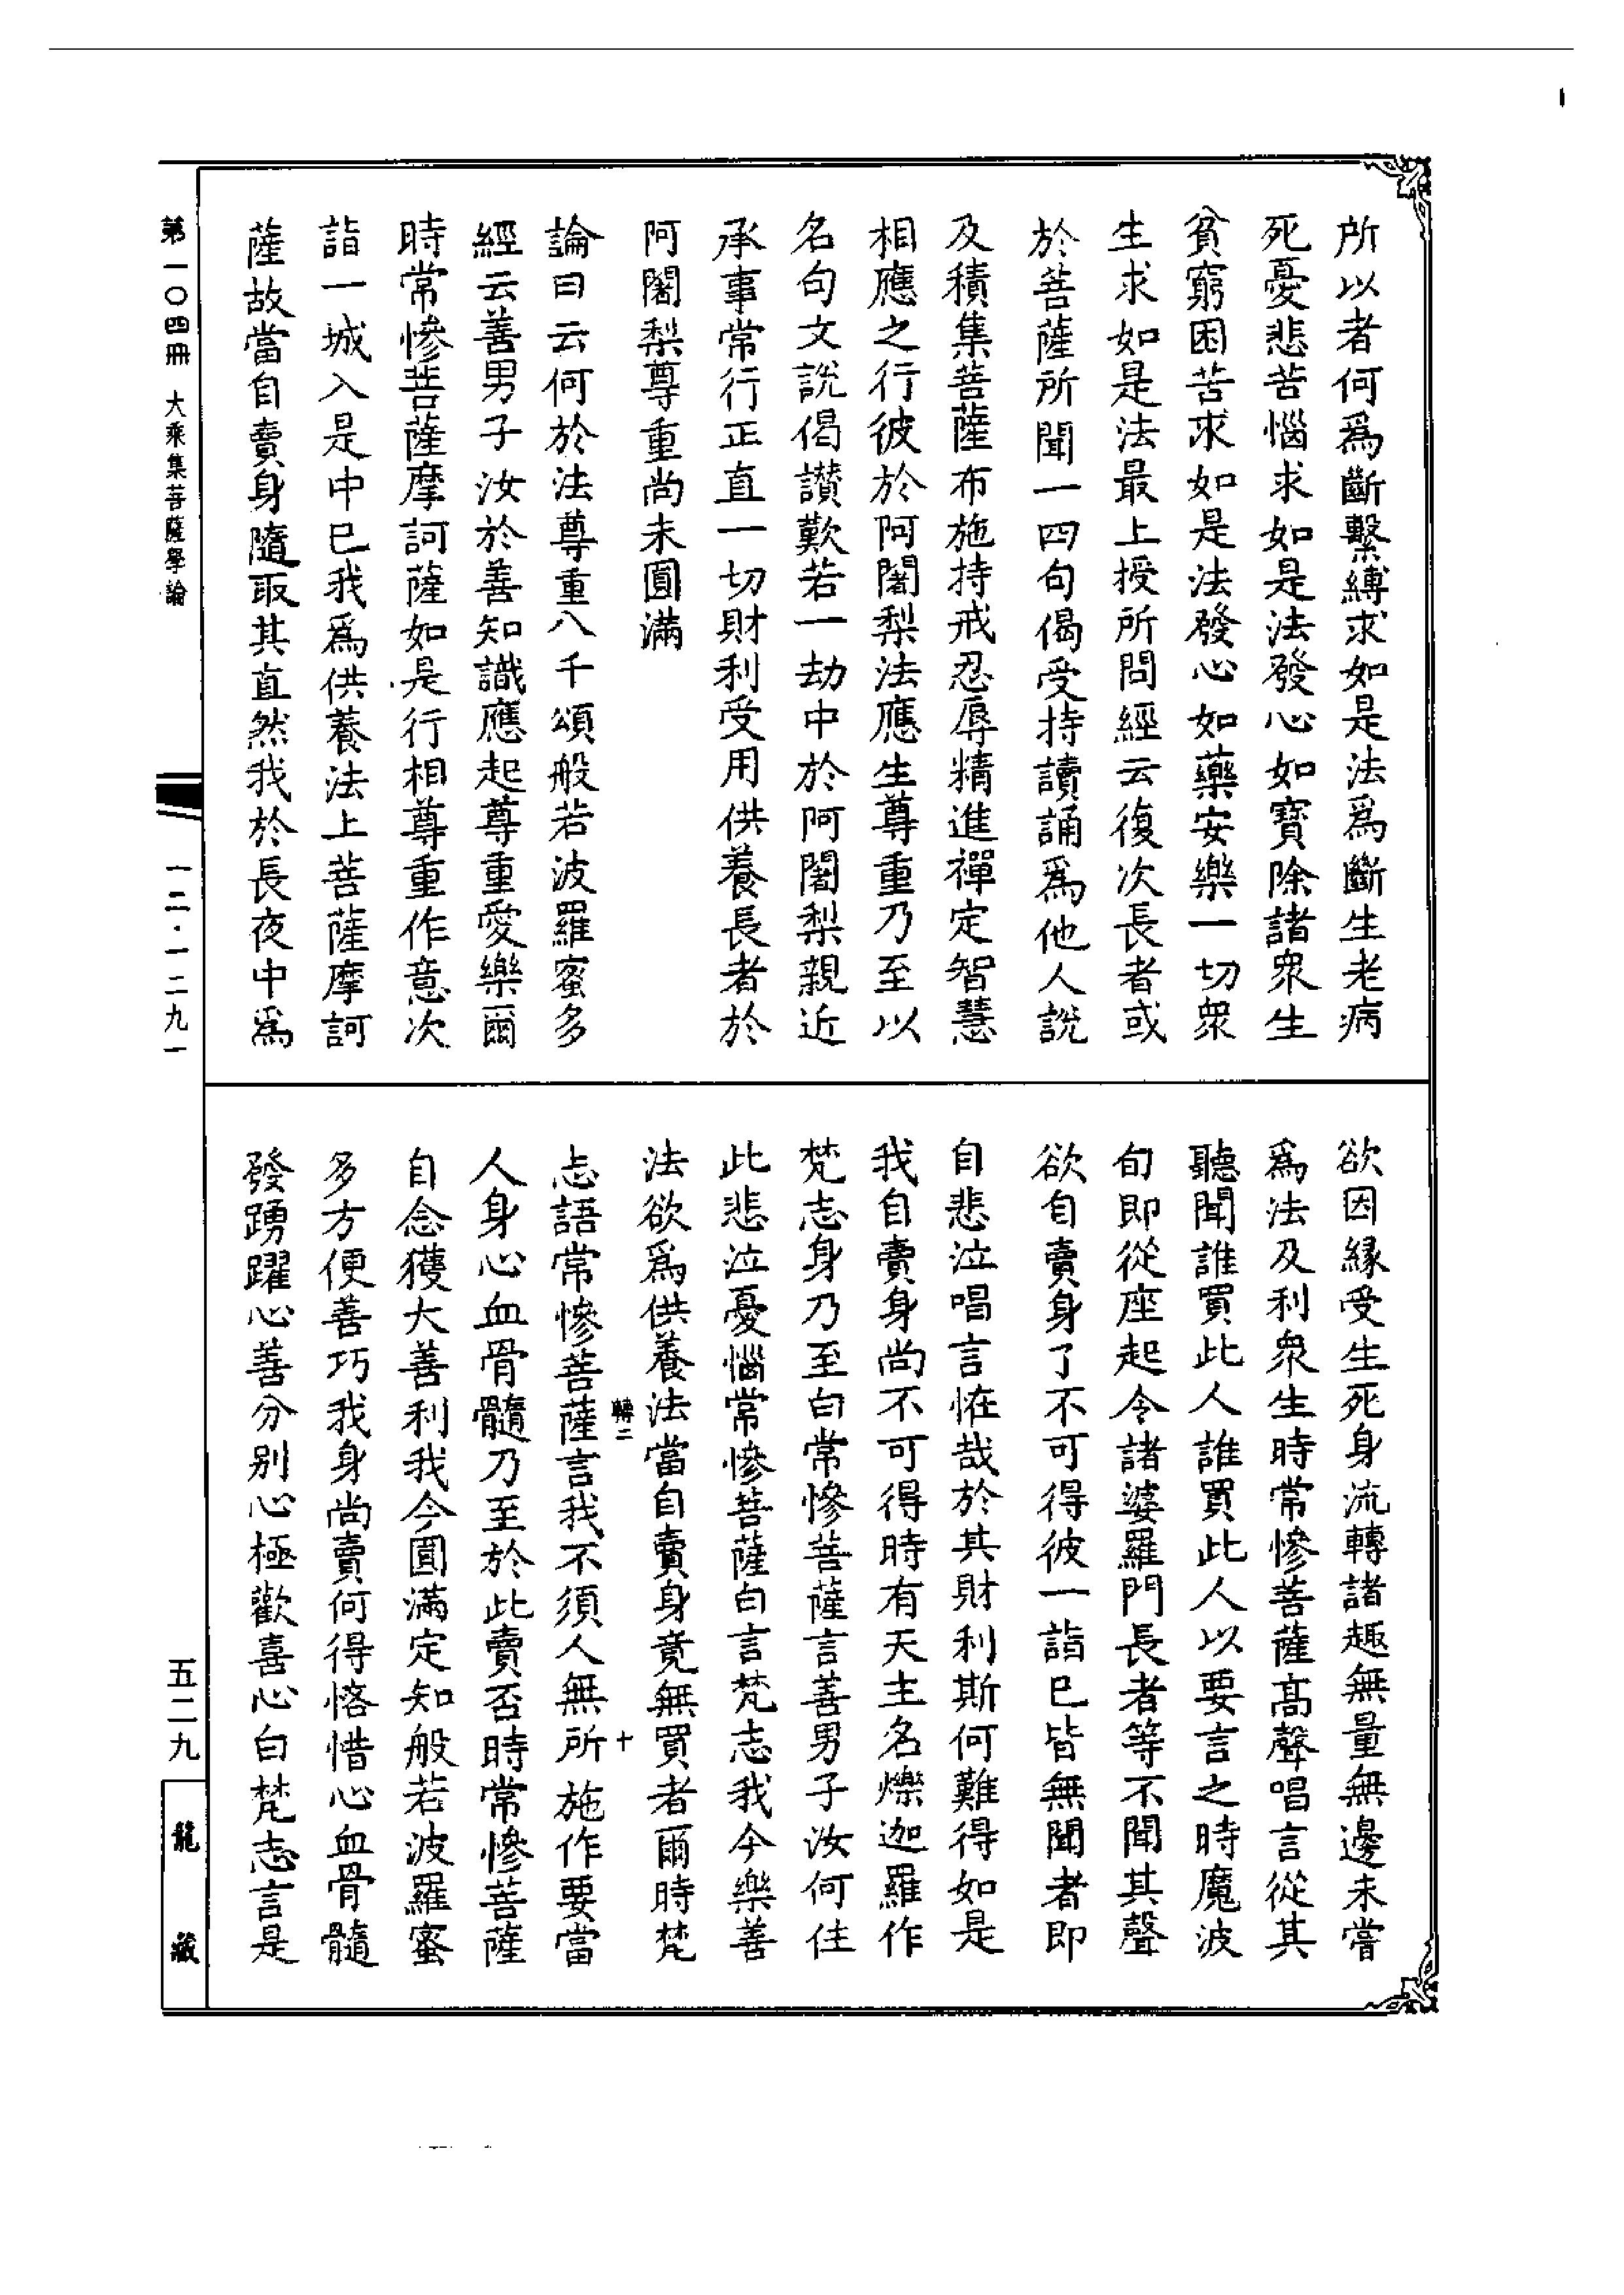 所以者何爲斷繫縛求如是法爲斷生老病
死憂悲苦惱求如是法發心如寶除諸衆生
貧窮困苦求如是法發心如藥安樂一切衆
生求如是法最上授所問經云復次長者或
於菩薩所聞一四句偈受持讀誦爲他人說
及積集菩薩布施持戒忍辱精進禪定智慧
相應之行彼於阿闍梨法應生尊重乃至以
名句文說偈讚歎若一劫中於阿闍梨親近
承事常行正直一切財利受用供養長者於
阿闍梨尊重尚未圓滿
論曰云何於法尊重八千頌般若波羅蜜多
經云善男子汝於善知識應起尊重愛樂爾
時常慘菩薩摩訶薩如是行相尊重作意次
詣一城入是中已我爲供養法上菩薩摩訶
薩故當自賣身隨取其直然我於長夜中爲
欲因緣受生死身流轉諸趣無量無邊未嘗
爲法及利衆生時常慘菩薩高聲唱言從其
聽聞誰買此人誰買此人以要言之時魔波
旬即從座起令諸婆羅門長者等不聞其聲
欲自賣身了不可得彼一詣已皆無聞者即
自悲泣唱言恠哉於其財利斯何難得如是
我自賣身尚不可得時有天主名爍迦羅作
梵志身乃至白常慘菩薩言善男子汝何住
此悲泣憂惱常慘菩薩白言梵志我今樂善
法欲爲供養法當自賣身竟無買者爾時梵
轉二 十
志語常慘菩薩言我不須人無所施作要當
人身心血骨髓乃至於此賣否時常慘菩薩
自念獲大善利我今圓滿定知般若波羅蜜
多方便善巧我身尚賣何得悋惜心血骨髓
發踴躍心善分别心極歡喜心白梵志言是
第一〇四冊 大乘集菩薩學論
一二·一二九一
五二九
龍藏